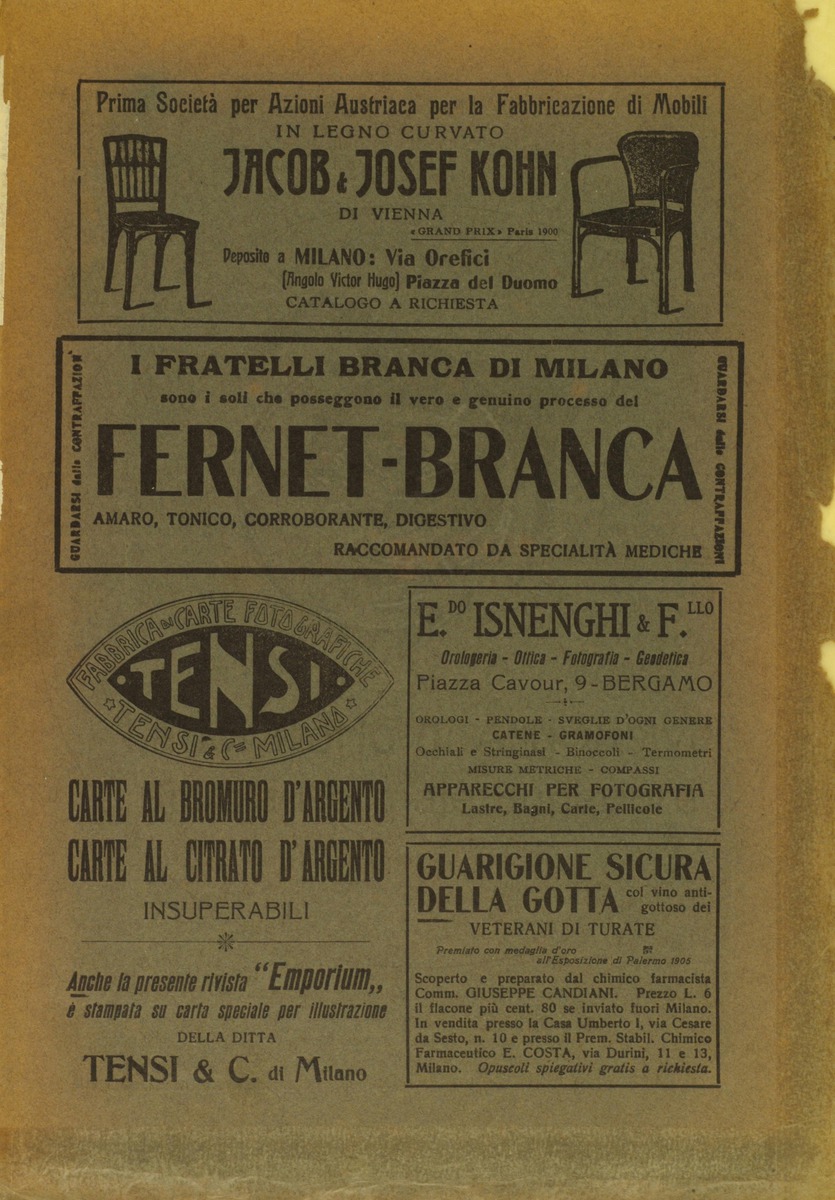 Prima Società per Azioni Austriaca per la Fabbricazione di Mobili
IN LEGNO CURVATO
JACOB & JOSEF KOHN
DI VIENNA
« GRAND PRIX » Paris 1900
Deposito a MILANO: Via Orefici
(Angolo Victor Hugo) Piazza del Duomo
CATALOGO A RICHIESTA
GUARDARSI dalle CONTRAFFAZIONI
I FRATELLI BRANCA DI MILANO
sono i soli che posseggono il vero e genuino processo del
FERNET-BRANCA
AMARO, TONICO, CORROBORANTE, DIGESTIVO
RACCOMANDATO DA SPECIALITÀ MEDICHE
GUARDARSI dalle CONTRAFFAZIONI
FABBRICA DI CARTE FOTOGRAFICHE
TENSI
TENSI & C= MILANO
CARTE AL BROMURO D'ARGENTO
CARTE AL CITRATO D'ARGENTO
INSUPERABILI
Anche la presente rivista "Emporium„
è stampata su carta speciale per illustrazione
DELLA DITTA
TENSI & C. di Milano
E.DO ISNENGHI & F.LLO
Orologeria - Ottica - Fotografia - Geodetica
Piazza Cavour, 9 - BERGAMO
OROLOGI - PENDOLE - SVEGLIE D'OGNI GENERE
CATENE - GRAMOFONI
Occhiali e Stringinasi - Binoccoli - Termometri
MISURE METRICHE - COMPASSI
APPARECCHI PER FOTOGRAFIA
Lastre, Bagni, Carte, Pellicole
GUARIGIONE SICURA
DELLA GOTTA col vino anti-
gottoso dei
VETERANI DI TURATE
Premiato con medaglia d'oro
all'Esposizione di Palermo 1905
Scoperto e preparato dal chimico farmacista
Comm. GIUSEPPE CANDIANI. Prezzo L. 6
il flacone più cent. 80 se inviato fuori Milano.
In vendita presso la Casa Umberto I, via Cesare
da Sesto, n. 10 e presso il Prem. Stabil. Chimico
Farmaceutico E. COSTA, via Durini, 11 e 13,
Milano. Opuscoli spiegativi gratis a richiesta.